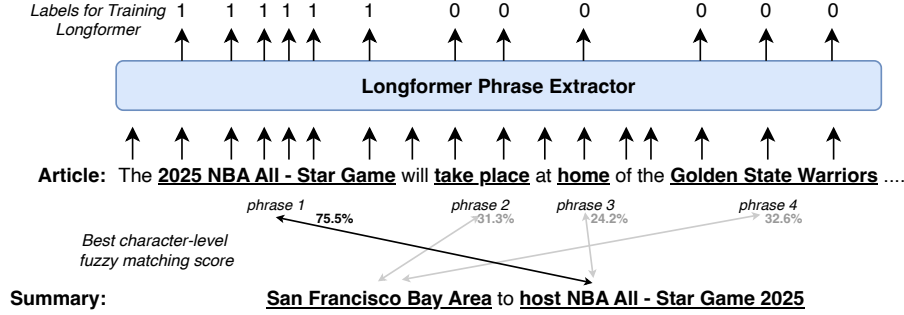 Labels for Training Longformer
1 1 1 1 1 1 0 0 0 0 0 0
Longformer Phrase Extractor
Article: The 2025 NBA All - Star Game will take place at home of the Golden State Warriors ....
phrase 1 phrase 2 phrase 3 phrase 4
75.5% 31.3% 24.2% 32.6%
Best character-level
fuzzy matching score
Summary: San Francisco Bay Area to host NBA All - Star Game 2025